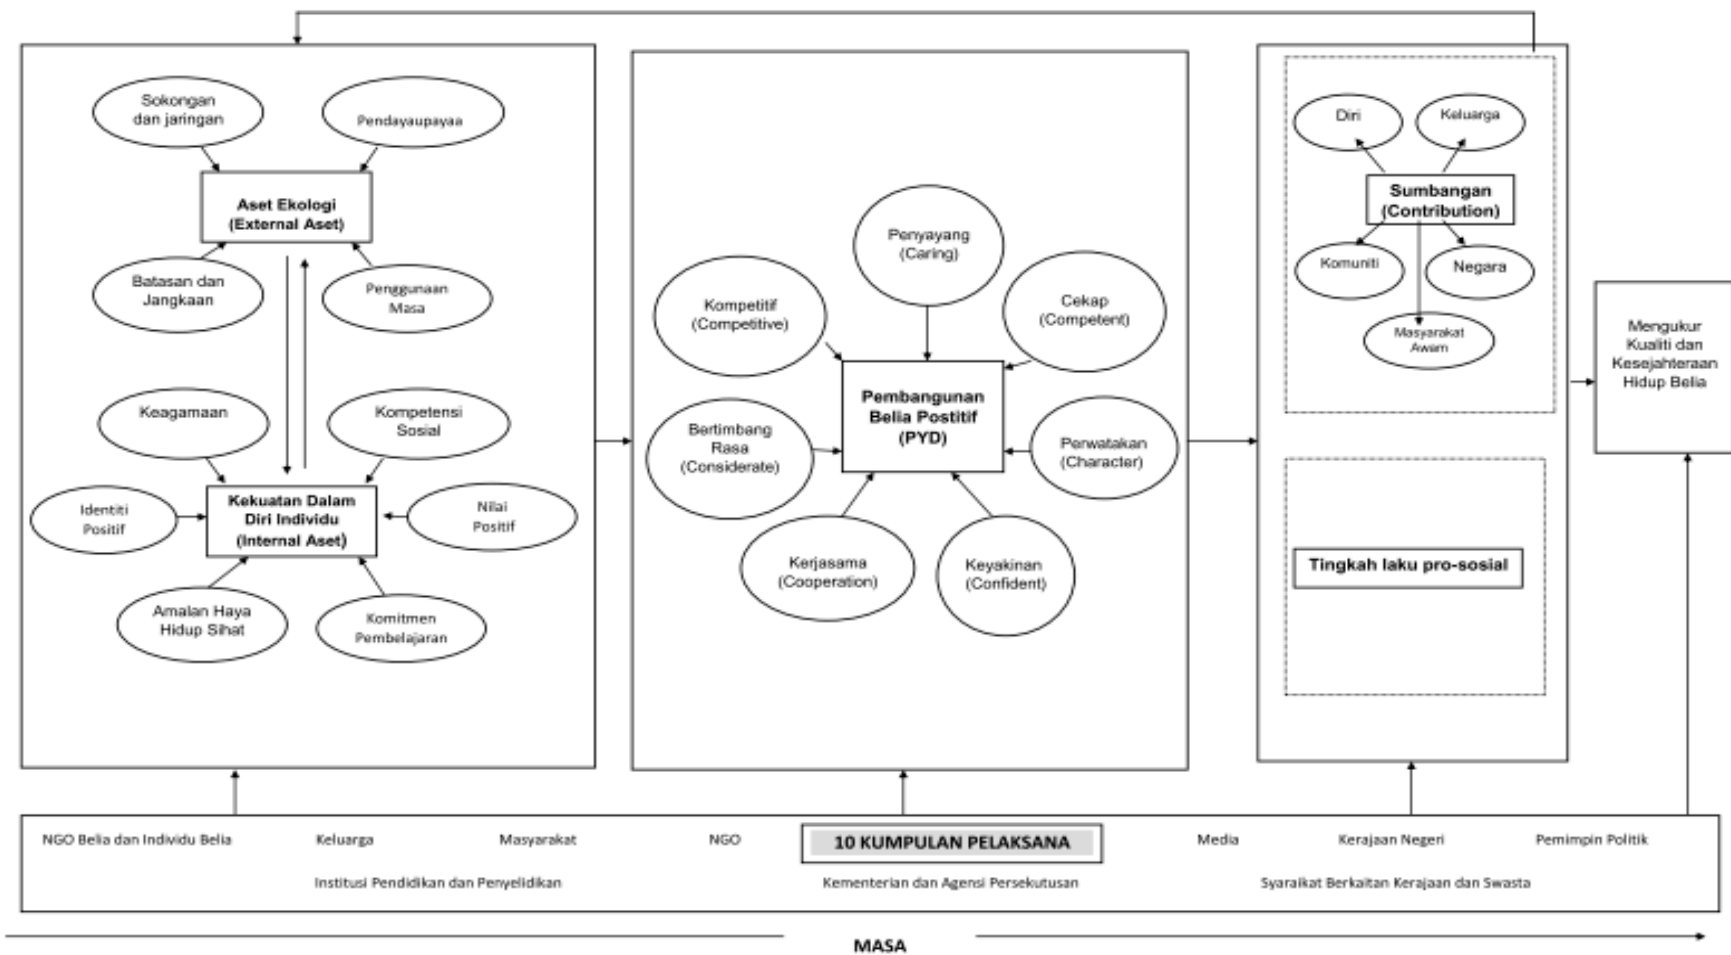 Sokongan
dan jaringan
Pendayaupayaa
Aset Ekologi
(External Aset)
Batasan dan
Jangkaan
Penggunaan
Masa
Keagamaan
Kompetensi
Sosial
Identiti
Positif
Kekuatan Dalam
Diri Individu
(Internal Aset)
Nilai
Positif
Amalan Haya
Hidup Sihat
Komitmen
Pembelajaran
Penyayang
(Caring)
Kompetitif
(Competitive)
Cekap
(Competent)
Pembangunan
Belia Postitif
(PYD)
Bertimbang
Rasa
(Considerate)
Perwatakan
(Character)
Kerjasama
(Cooperation)
Keyakinan
(Confident)
Diri
Keluarga
Sumbangan
(Contribution)
Komuniti
Negara
Masyarakat
Awam
Tingkah laku pro-sosial
Mengukur
Kualiti dan
Kesejahteraan
Hidup Belia
NGO Belia dan Individu Belia
Keluarga
Masyarakat
NGO
10 KUMPULAN PELAKSANA
Media
Kerajaan Negeri
Pemimpin Politik
Institusi Pendidikan dan Penyelidikan
Kementerian dan Agensi Persekutusan
Syaraikat Berkaitan Kerajaan dan Swasta
MASA